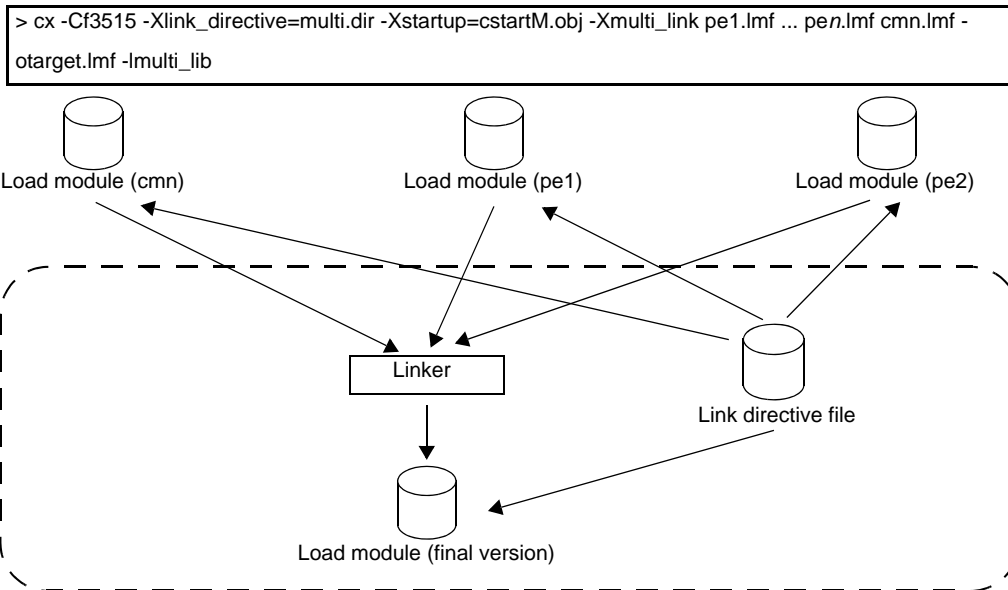 > cx -Cf3515 -Xlink_directive=multi.dir -Xstartup=cstartM.obj -Xmulti_link pe1.lmf ... pen.lmf cmn.lmf -
otarget.lmf -lmulti_lib
Load module (cmn)
Load module (pe1)
Load module (pe2)
Linker
Link directive file
Load module (final version)